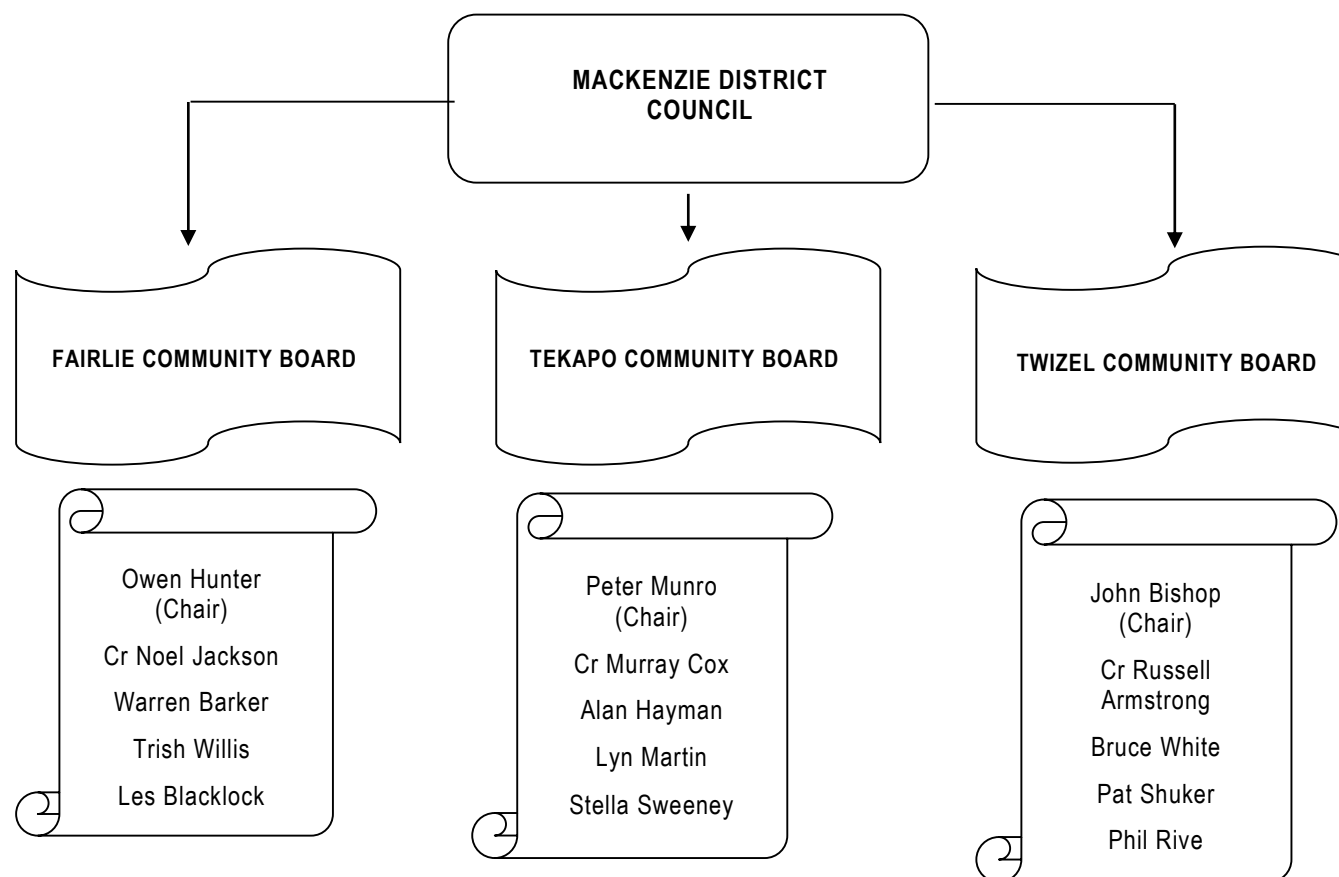 MACKENZIE DISTRICT
COUNCIL
FAIRLIE COMMUNITY BOARD
TEKAPO COMMUNITY BOARD
TWIZEL COMMUNITY BOARD
Owen Hunter
(Chair)
Cr Noel Jackson
Warren Barker
Trish Willis
Les Blacklock
Peter Munro
(Chair)
Cr Murray Cox
Alan Hayman
Lyn Martin
Stella Sweeney
John Bishop
(Chair)
Cr Russell
Armstrong
Bruce White
Pat Shuker
Phil Rive